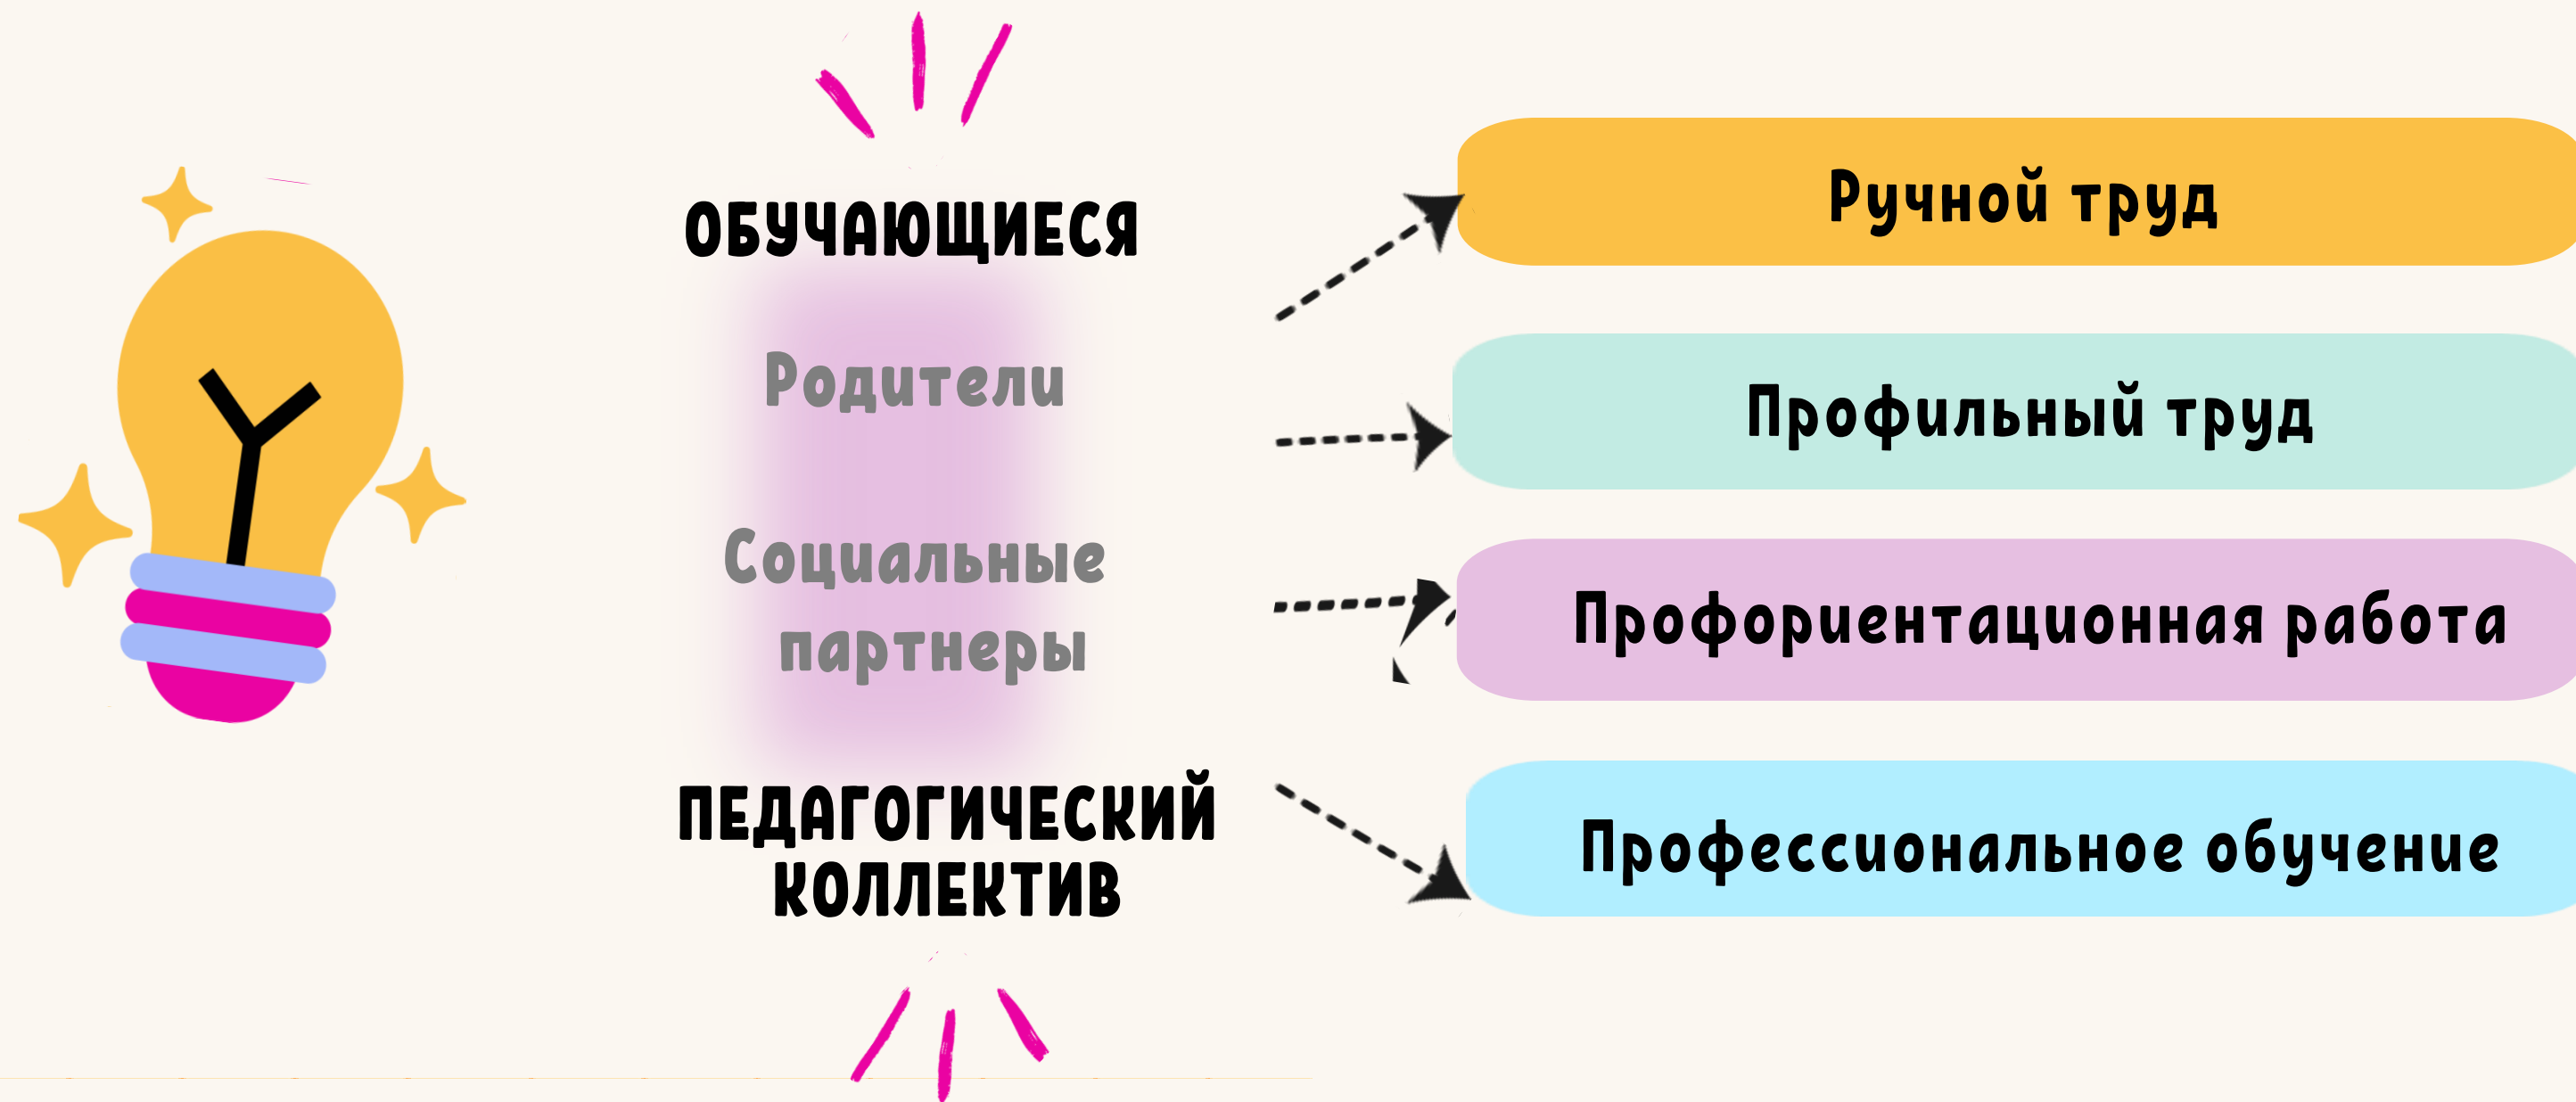 ОБУЧАЮЩИЕСЯ
Родители
Социальные
партнеры
ПЕДАГОГИЧЕСКИЙ
КОЛЛЕКТИВ
Ручной труд
Профильный труд
Профориентационная работа
Профессиональное обучение